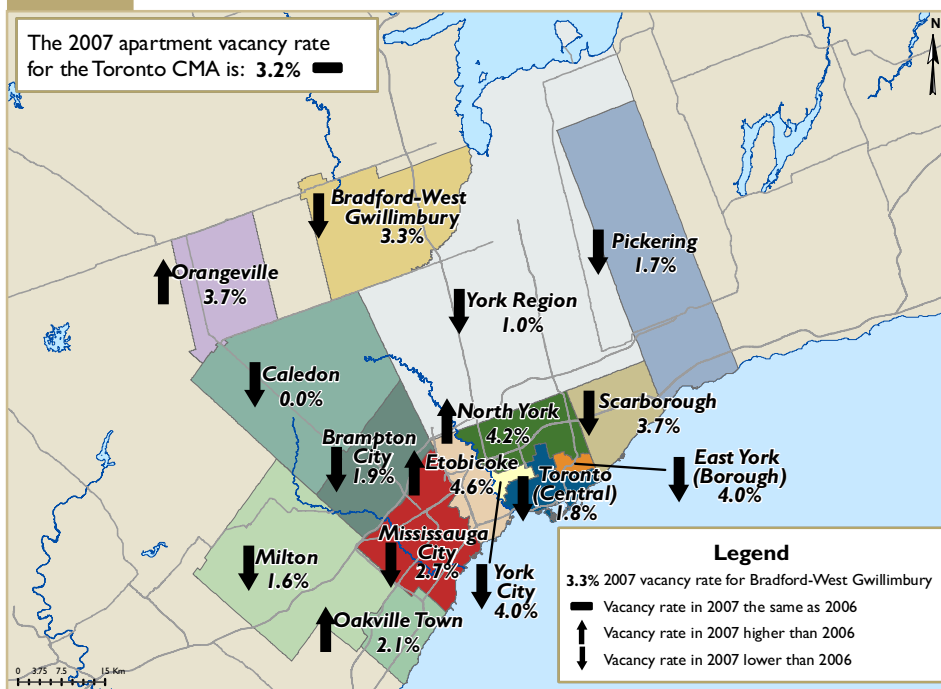 The 2007 apartment vacancy rate
for the Toronto CMA is: 3.2%
N
Bradford-West
Gwillimbury
3.3%
Pickering
1.7%
Orangeville
3.7%
York Region
1.0%
Caledon
0.0%
Scarborough
3.7%
North York
4.2%
Brampton
City
1.9%
Etobicoke
4.6%
Toronto
(Central)
1.8%
East York
(Borough)
4.0%
Mississauga
City
2.7%
Milton
1.6%
York
City
4.0%
Oakville Town
2.1%
Legend
3.3% 2007 vacancy rate for Bradford-West Gwillimbury
Vacancy rate in 2007 the same as 2006
Vacancy rate in 2007 higher than 2006
Vacancy rate in 2007 lower than 2006
0 3.75 7.5 15 Km